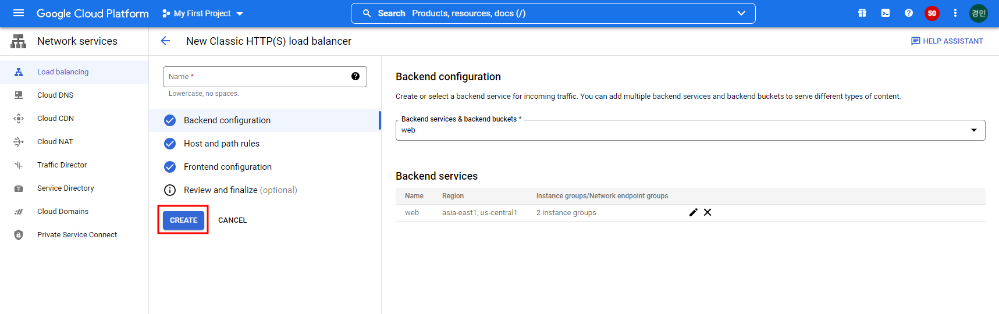 Google Cloud Platform
My First Project
Search Products, resources, docs (/)
50
경민
Network services
New Classic HTTP(S) load balancer
HELP ASSISTANT
Load balancing
Cloud DNS
Cloud CDN
Cloud NAT
Traffic Director
Service Directory
Cloud Domains
Private Service Connect
Name *
Lowercase, no spaces.
Backend configuration
Host and path rules
Frontend configuration
Review and finalize (optional)
CREATE
CANCEL
Backend configuration
Create or select a backend service for incoming traffic. You can add multiple backend services and backend buckets to serve different types of content.
Backend services & backend buckets *
web
Backend services
Name Region Instance groups/Network endpoint groups
web asia-east1, us-central1 2 instance groups